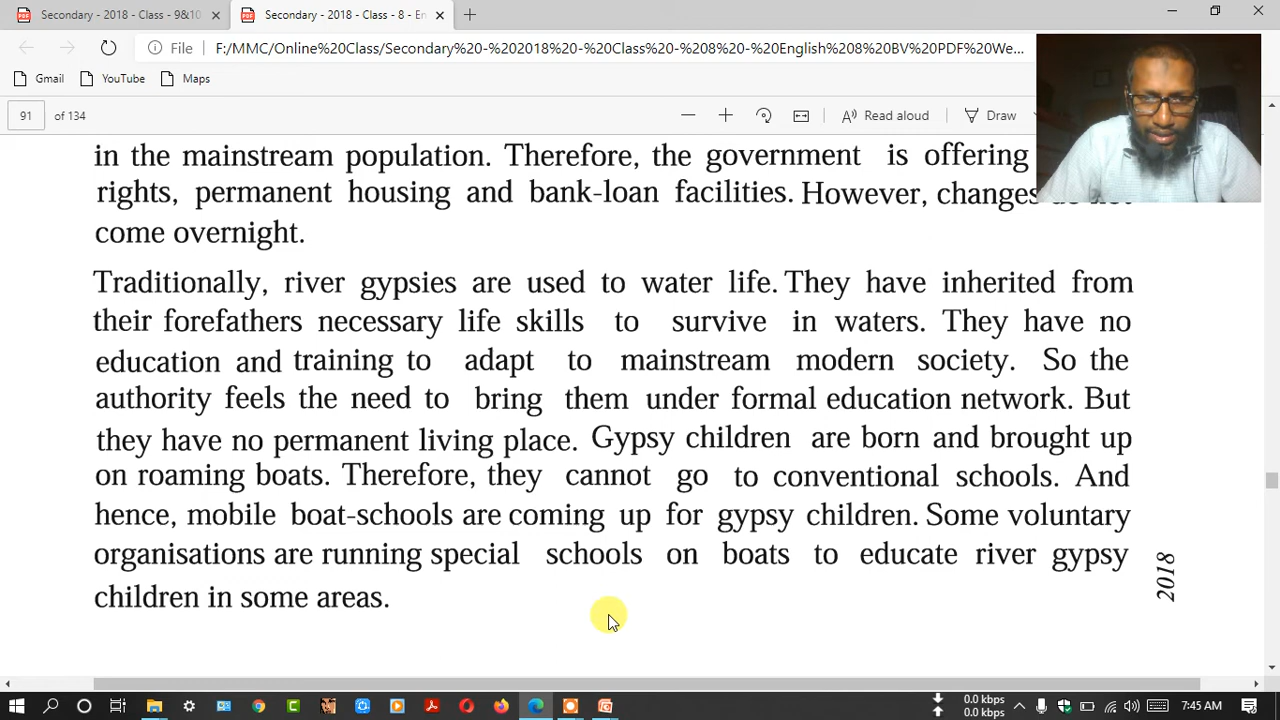 Secondary - 2018 - Class - 9&10
Secondary - 2018 - Class - 8 - En
File F:/MMC/Online%20Class/Secondary%20-%202018%20-%20Class%20-%208%20-%20English%208%20BV%20PDF%20We...
Gmail YouTube Maps
91 of 134 Read aloud Draw
in the mainstream population. Therefore, the government is offering
rights, permanent housing and bank-loan facilities. However, changes
come overnight.
Traditionally, river gypsies are used to water life. They have inherited from
their forefathers necessary life skills to survive in waters. They have no
education and training to adapt to mainstream modern society. So the
authority feels the need to bring them under formal education network. But
they have no permanent living place. Gypsy children are born and brought up
on roaming boats. Therefore, they cannot go to conventional schools. And
hence, mobile boat-schools are coming up for gypsy children. Some voluntary
organisations are running special schools on boats to educate river gypsy
children in some areas.
2018
0.0 kbps
0.0 kbps
7:45 AM